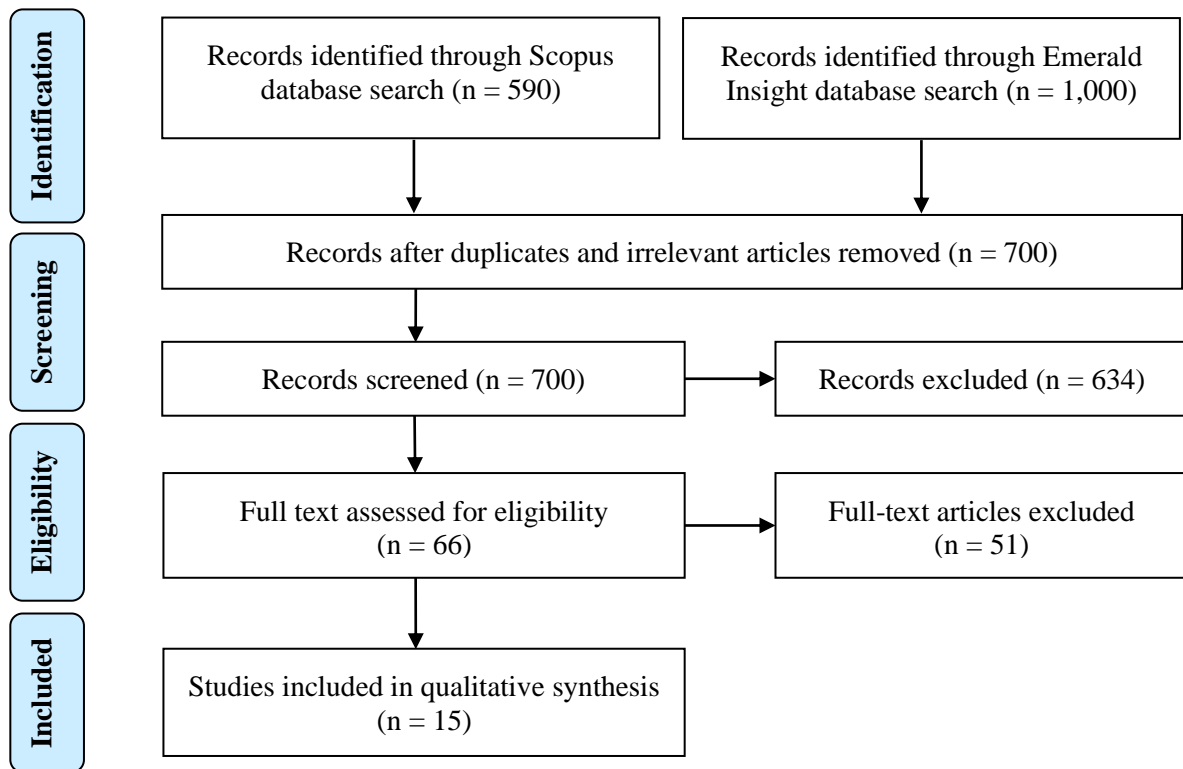 Identification
Records identified through Scopus
database search (n = 590)
Records identified through Emerald
Insight database search (n = 1,000)
Records after duplicates and irrelevant articles removed (n = 700)
Screening
Records screened (n = 700)
Records excluded (n = 634)
Eligibility
Full text assessed for eligibility
(n = 66)
Full-text articles excluded
(n = 51)
Included
Studies included in qualitative synthesis
(n = 15)